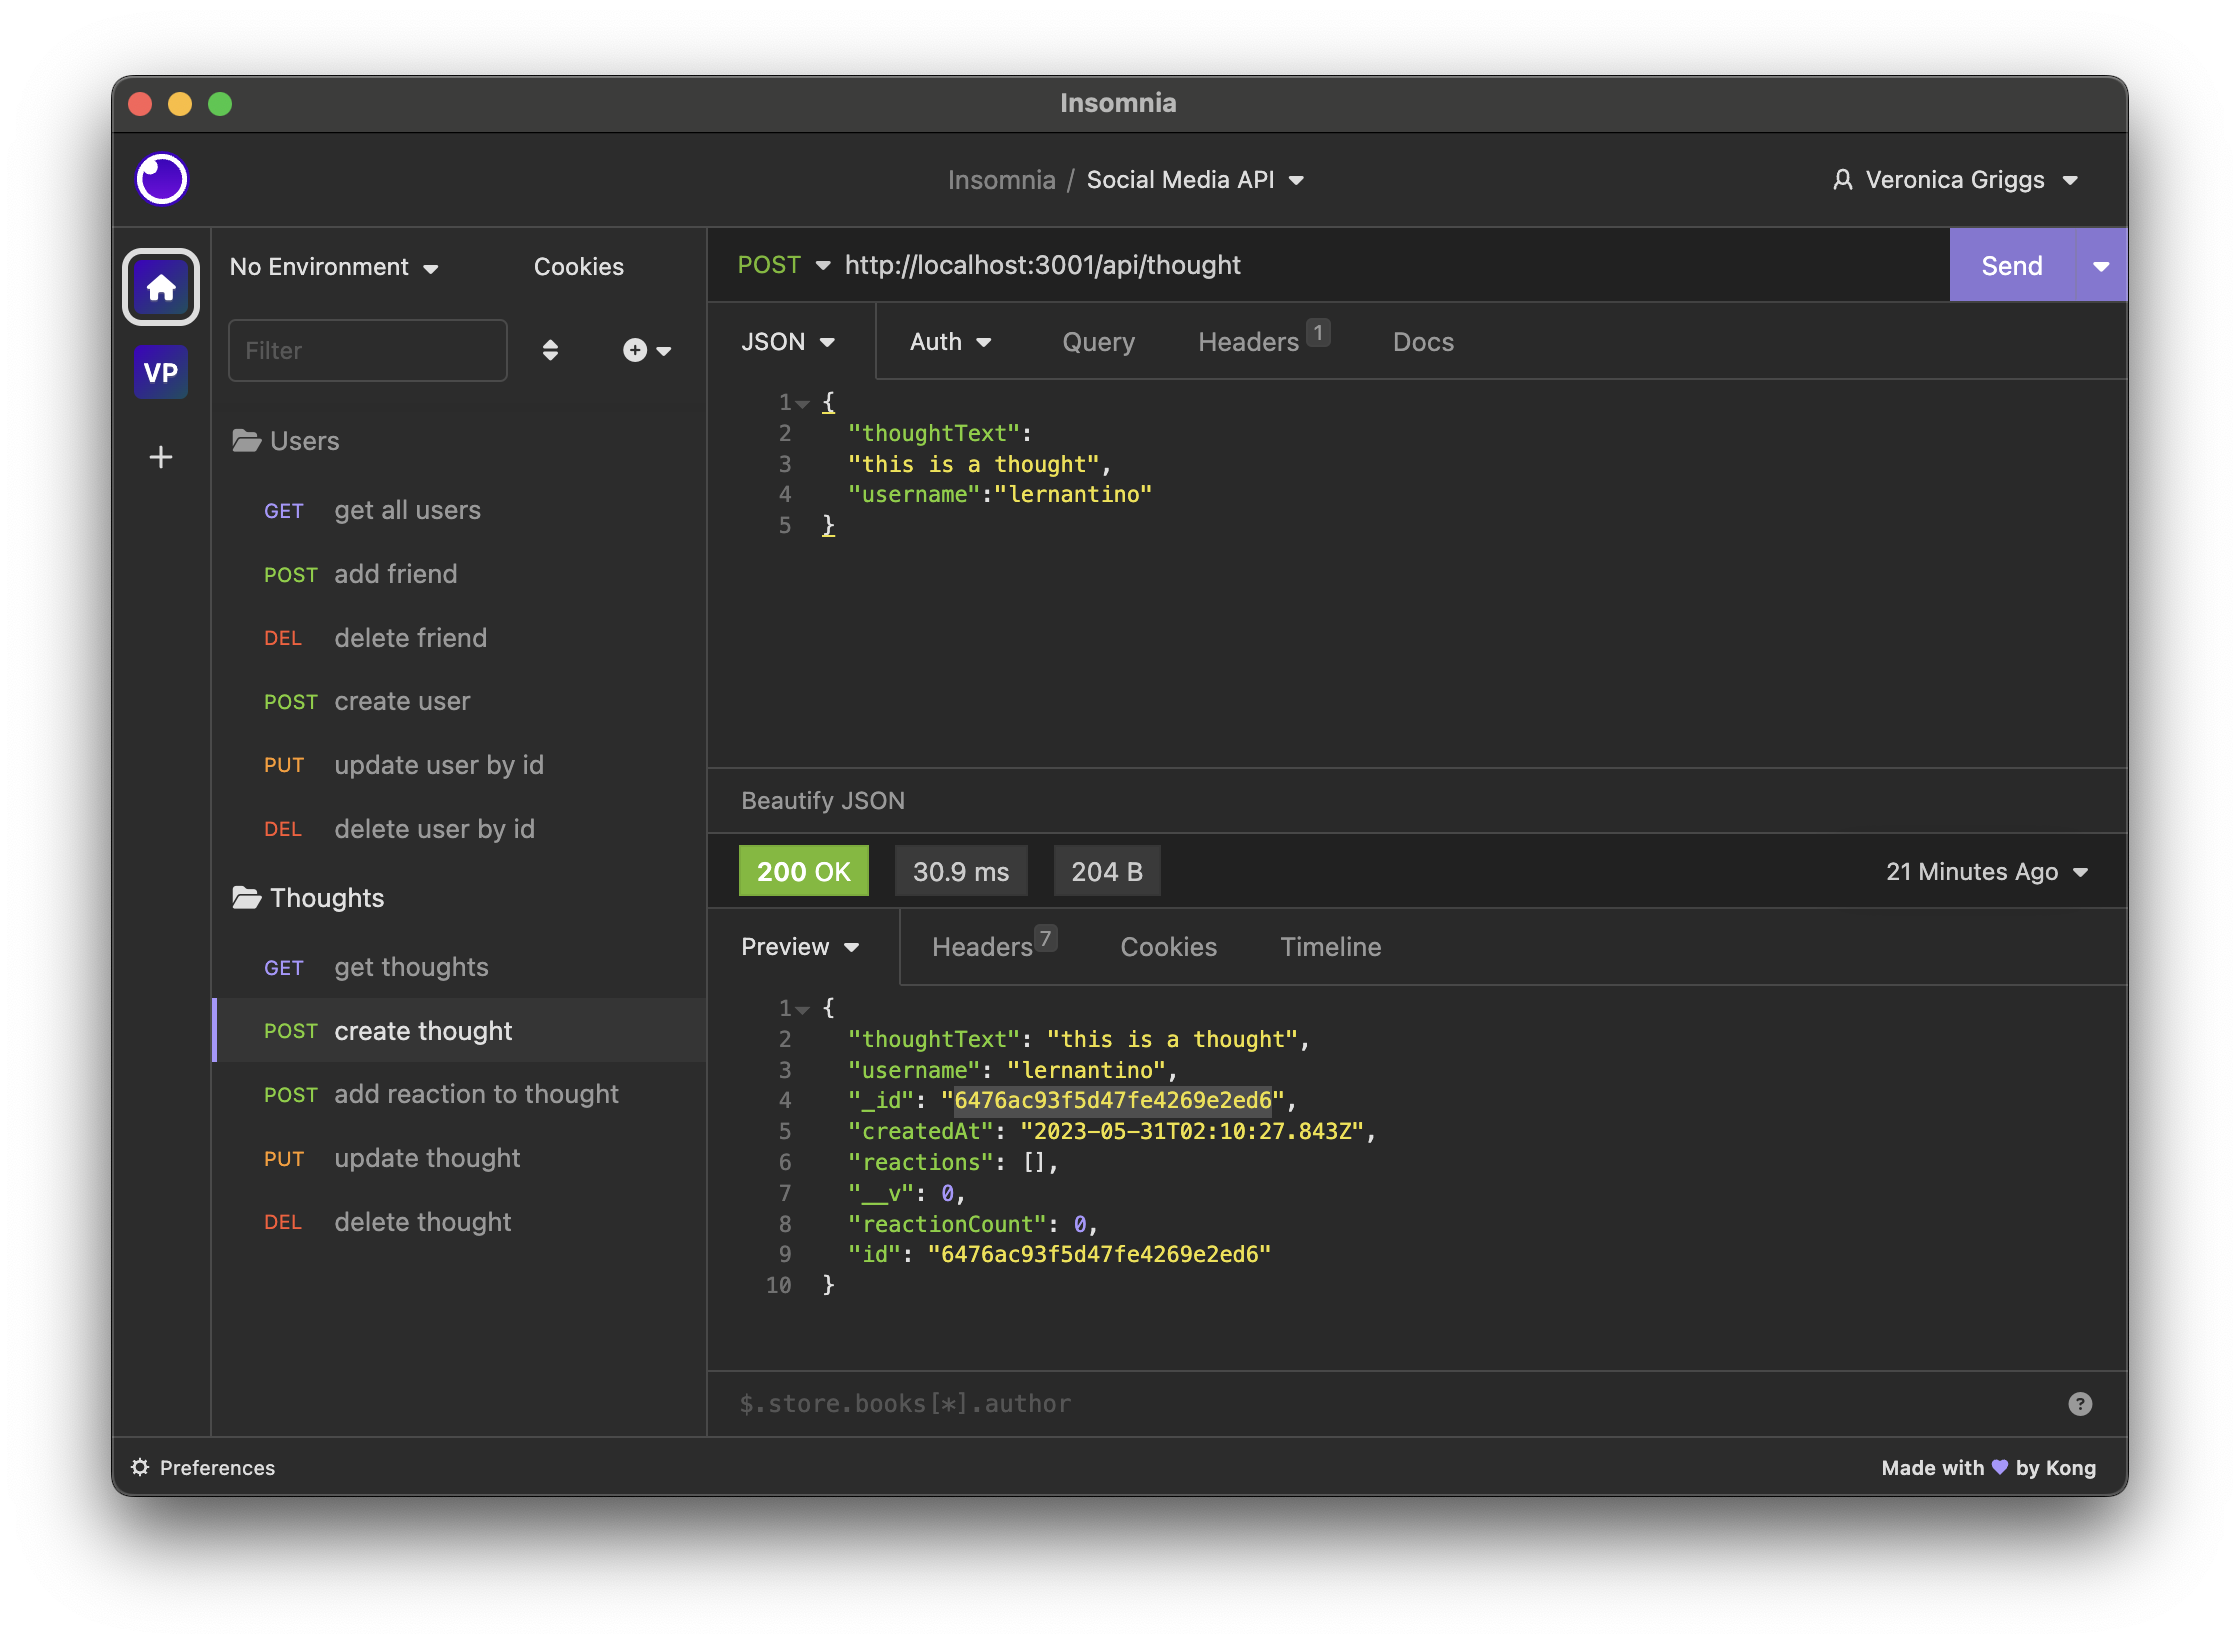 Insomnia
Insomnia / Social Media API
Veronica Griggs
VP
No Environment
Cookies
Filter
Users
GET get all users
POST add friend
DEL delete friend
POST create user
PUT update user by id
DEL delete user by id
Thoughts
GET get thoughts
POST create thought
POST add reaction to thought
PUT update thought
DEL delete thought
POST http://localhost:3001/api/thought
Send
JSON Auth Query Headers 1 Docs
1 {
2 "thoughtText":
3 "this is a thought",
4 "username":"lernantino"
5 }
Beautify JSON
200 OK 30.9 ms 204 B 21 Minutes Ago
Preview Headers 7 Cookies Timeline
1 {
2 "thoughtText": "this is a thought",
3 "username": "lernantino",
4 "_id": "6476ac93f5d47fe4269e2ed6",
5 "createdAt": "2023-05-31T02:10:27.843Z",
6 "reactions": [],
7 "__v": 0,
8 "reactionCount": 0,
9 "id": "6476ac93f5d47fe4269e2ed6"
10 }
$.store.books[*].author
?
Preferences
Made with ♥ by Kong